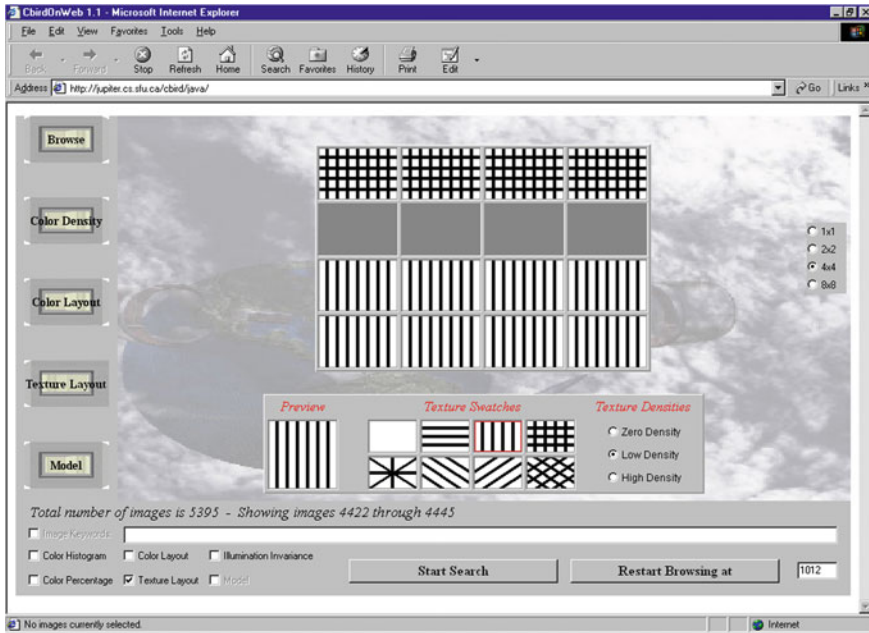 CbirdOnWeb 1.1 - Microsoft Internet Explorer
File Edit View Favorites Tools Help
Back Forward Stop Refresh Home Search Favorites History Print Edit
Address http://jupiter.cs.sfu.ca/cbird/java/ Go Links »
Browse
Color Density
1x1
2x2
Color Layout
4x4
8x8
Texture Layout
Preview Texture Swatches Texture Densities
Zero Density
Low Density
Model
High Density
Total number of images is 5395 - Showing images 4422 through 4445
Image Keywords:
Color Histogram Color Layout Illumination Invariance
Color Percentage Texture Layout Model Start Search Restart Browsing at 1012
No images currently selected. Internet